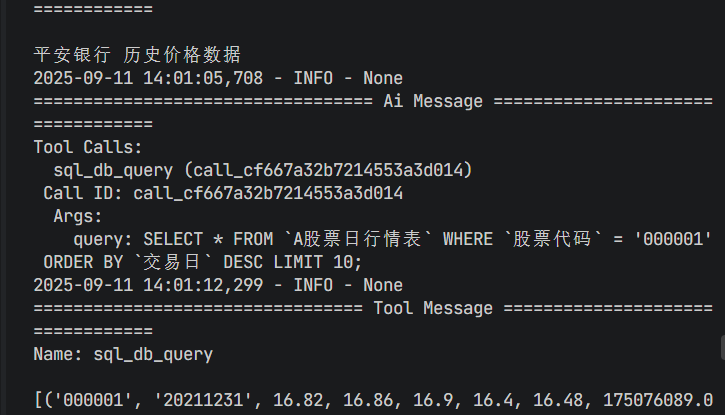 ============
平安银行 历史价格数据
2025-09-11 14:01:05,708 - INFO - None
================================== Ai Message ======================
============
Tool Calls:
  sql_db_query (call_cf667a32b7214553a3d014)
 Call ID: call_cf667a32b7214553a3d014
  Args:
    query: SELECT * FROM `A股票日行情表` WHERE `股票代码` = '000001'
 ORDER BY `交易日` DESC LIMIT 10;
2025-09-11 14:01:12,299 - INFO - None
================================= Tool Message =====================
============
Name: sql_db_query
[('000001', '20211231', 16.82, 16.86, 16.9, 16.4, 16.48, 175076089.0